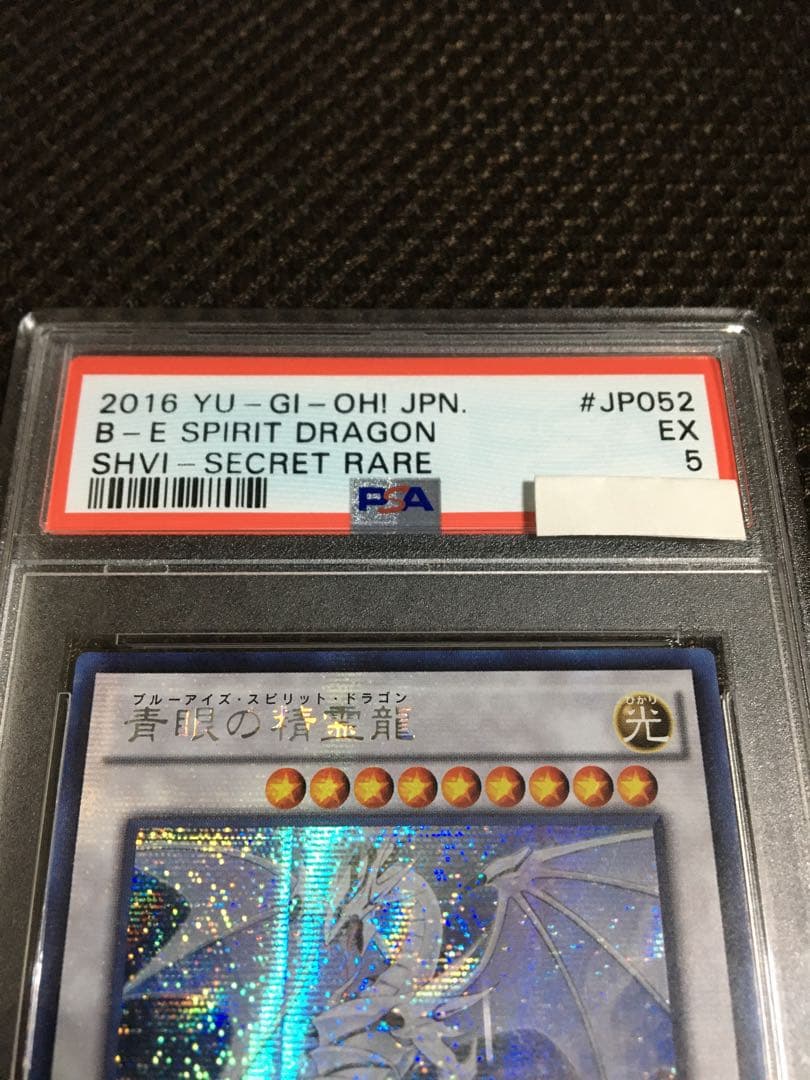 2016 YU-GI-OH! JPN. #JP052
B-E SPIRIT DRAGON EX
SHVI-SECRET RARE 5
PSA
ブルーアイズ・スピリット・ドラゴン
青眼の精霊龍
ひかり
光